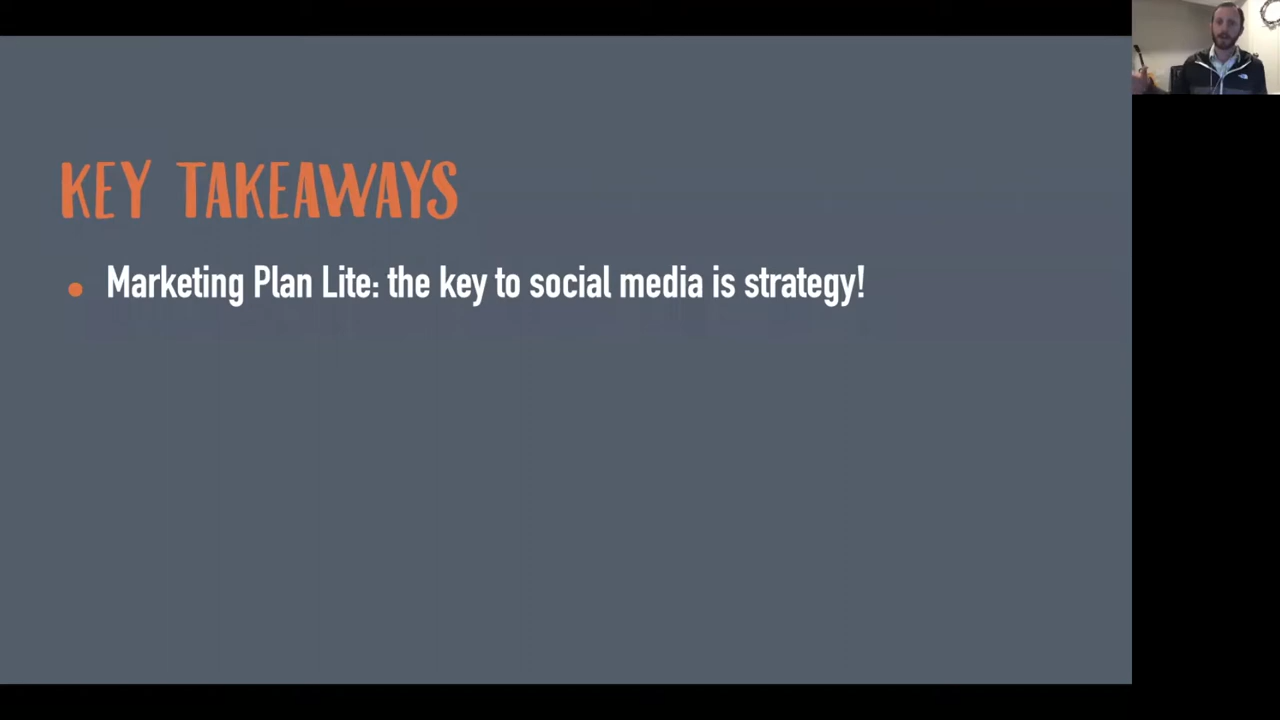 KEY TAKEAWAYS
• Marketing Plan Lite: the key to social media is strategy!